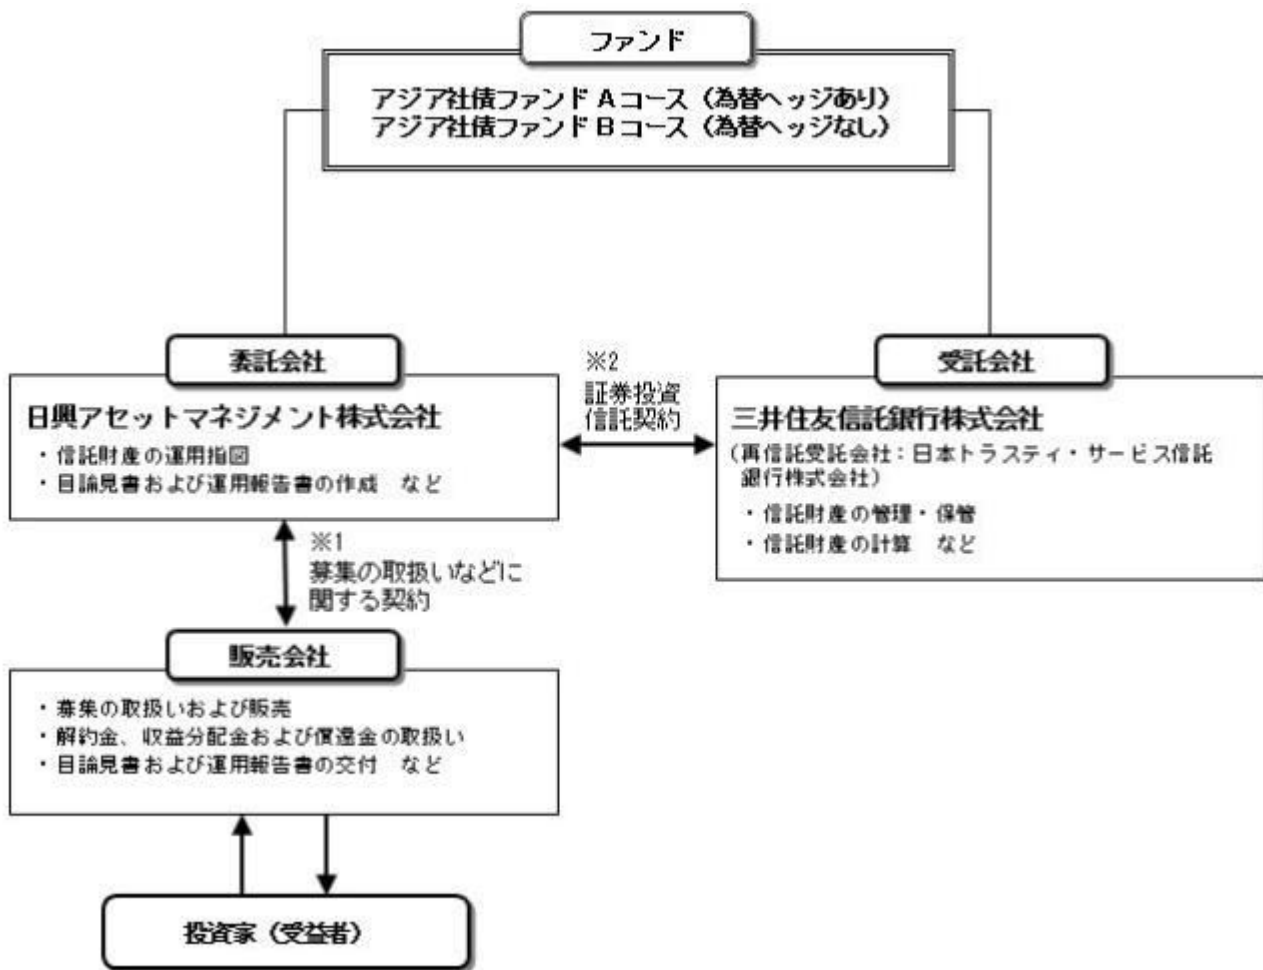 ファンド
アジア社債ファンドAコース（為替ヘッジあり）
アジア社債ファンドBコース（為替ヘッジなし）
委託会社
日興アセットマネジメント株式会社
・信託財産の運用指図
・目論見書および運用報告書の作成　など
※2
証券投資
信託契約
受託会社
三井住友信託銀行株式会社
（再信託受託会社：日本トラスティ・サービス信託
銀行株式会社）
・信託財産の管理・保管
・信託財産の計算　など
※1
募集の取扱いなどに
関する契約
販売会社
・募集の取扱いおよび販売
・解約金、収益分配金および償還金の取扱い
・目論見書および運用報告書の交付　など
投資家（受益者）